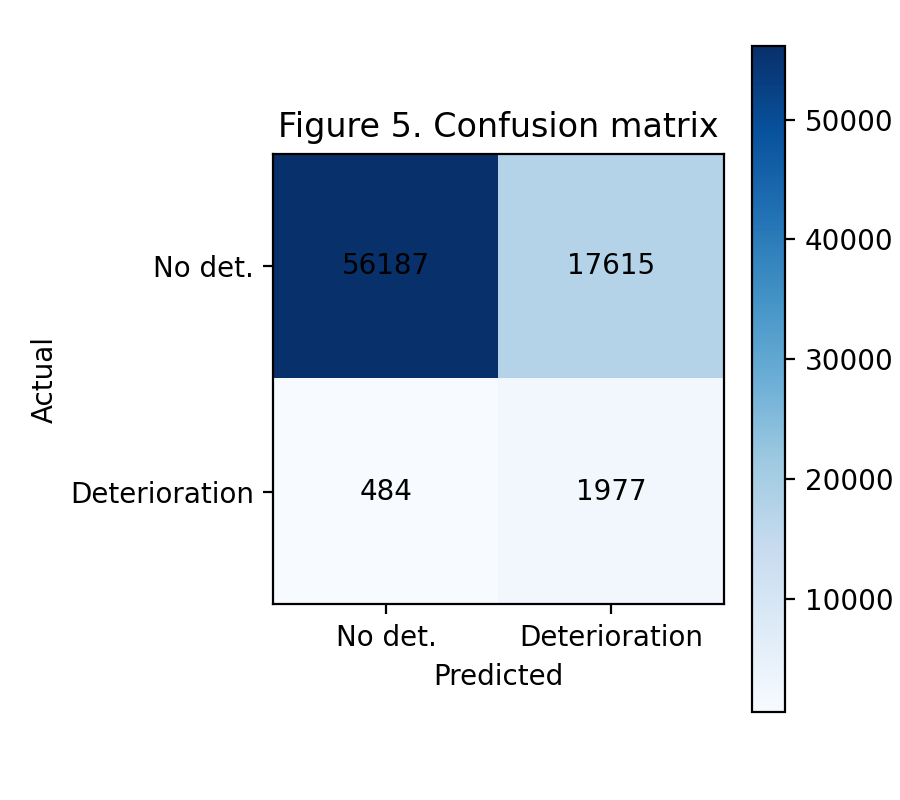 Figure 5. Confusion matrix
50000
40000
30000
20000
10000
Actual
No det.
56187
17615
Deterioration
484
1977
No det.
Deterioration
Predicted